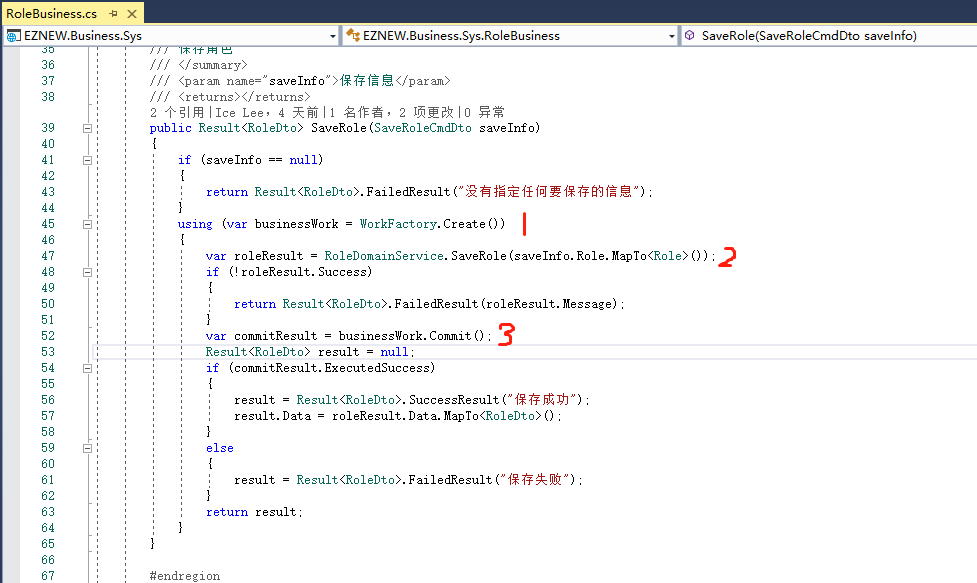 RoleBusiness.cs
EZNEW.Business.Sys EZNEW.Business.Sys.RoleBusiness SaveRole(SaveRoleCmdDto saveInfo)
35 /// 保存角色
36 /// </summary>
37 /// <param name="saveInfo">保存信息</param>
38 /// <returns></returns>
2 个引用|Ice Lee，4 天前|1 名作者，2 项更改|0 异常
39 public Result<RoleDto> SaveRole(SaveRoleCmdDto saveInfo)
40 {
41 if (saveInfo == null)
42 {
43 return Result<RoleDto>.FailedResult("没有指定任何要保存的信息");
44 }
45 using (var businessWork = WorkFactory.Create()) 1
46 {
47 var roleResult = RoleDomainService.SaveRole(saveInfo.Role.MapTo<Role>()); 2
48 if (!roleResult.Success)
49 {
50 return Result<RoleDto>.FailedResult(roleResult.Message);
51 }
52 var commitResult = businessWork.Commit(); 3
53 Result<RoleDto> result = null;
54 if (commitResult.ExecutedSuccess)
55 {
56 result = Result<RoleDto>.SuccessResult("保存成功");
57 result.Data = roleResult.Data.MapTo<RoleDto>();
58 }
59 else
60 {
61 result = Result<RoleDto>.FailedResult("保存失败");
62 }
63 return result;
64 }
65 }
66
67 #endregion